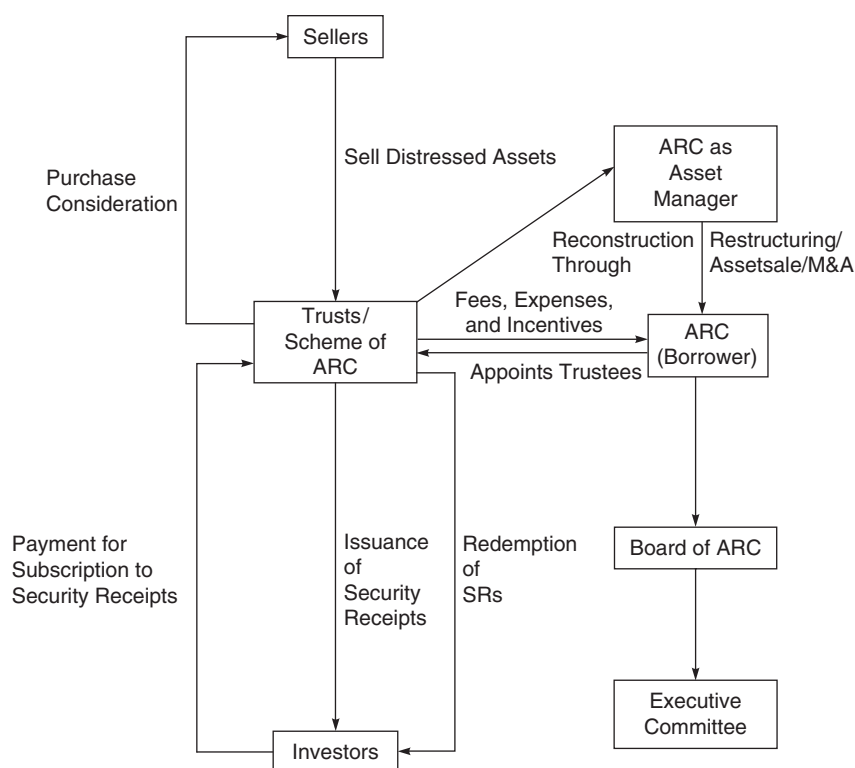 Sellers
Purchase
Consideration
Sell Distressed Assets
ARC as
Asset
Manager
Reconstruction
Through
Restructuring/
Assetsale/M&A
Trusts/
Scheme of
ARC
Fees, Expenses,
and Incentives
Appoints Trustees
ARC
(Borrower)
Payment for
Subscription to
Security Receipts
Issuance
of
Security
Receipts
Redemption
of
SRs
Board of ARC
Executive
Committee
Investors